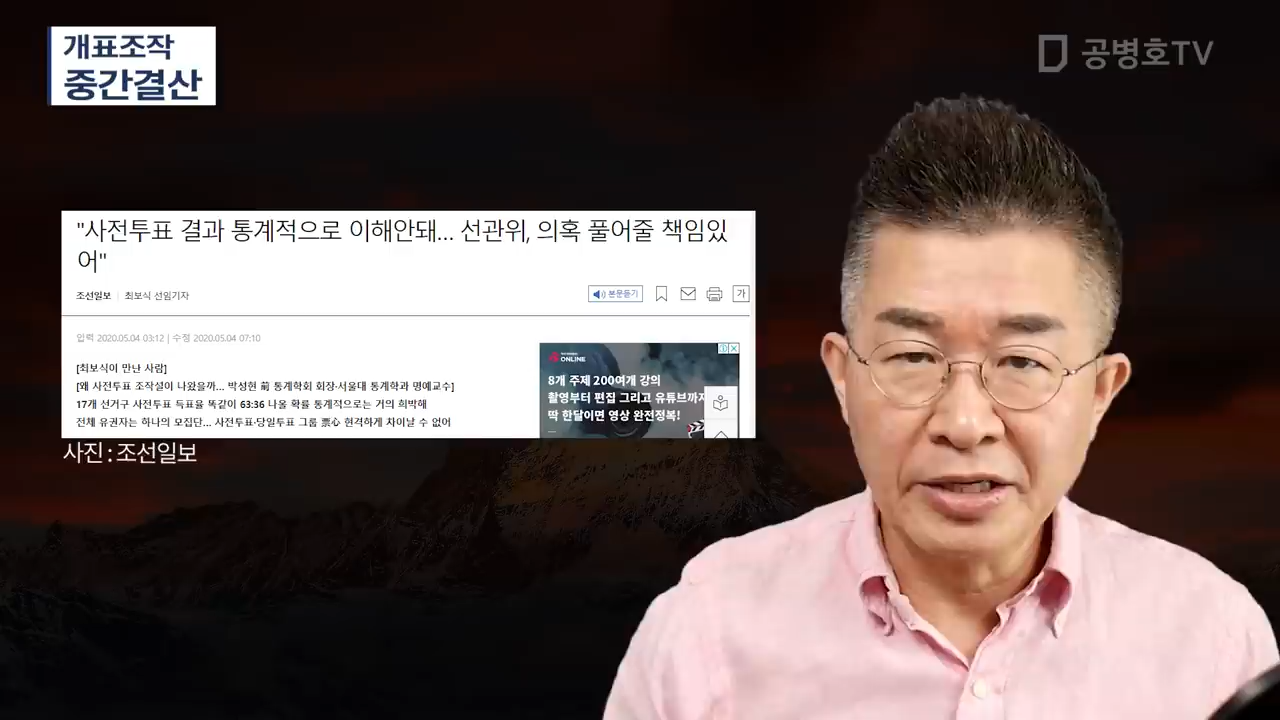 개표조작
중간결산
공병호TV
"사전투표 결과 통계적으로 이해안돼... 선관위, 의혹 풀어줄 책임있
어"
조선일보 | 최보식 선임기자
본문듣기
가
입력 2020.05.04 03:12 | 수정 2020.05.04 07:10
[최보식이 만난 사람]
[왜 사전투표 조작설이 나왔을까... 박성현 前 통계학회 회장·서울대 통계학과 명예교수]
17개 선거구 사전투표 득표율 똑같이 63:36 나올 확률 통계적으로는 거의 희박해
전체 유권자는 하나의 모집단... 사전투표·당일투표 그룹 票心 현격하게 차이날 수 없어
ONLINE
8개 주제 200여개 강의
촬영부터 편집 그리고 유튜브까지
딱 한달이면 영상 완전정복!
사진 : 조선일보